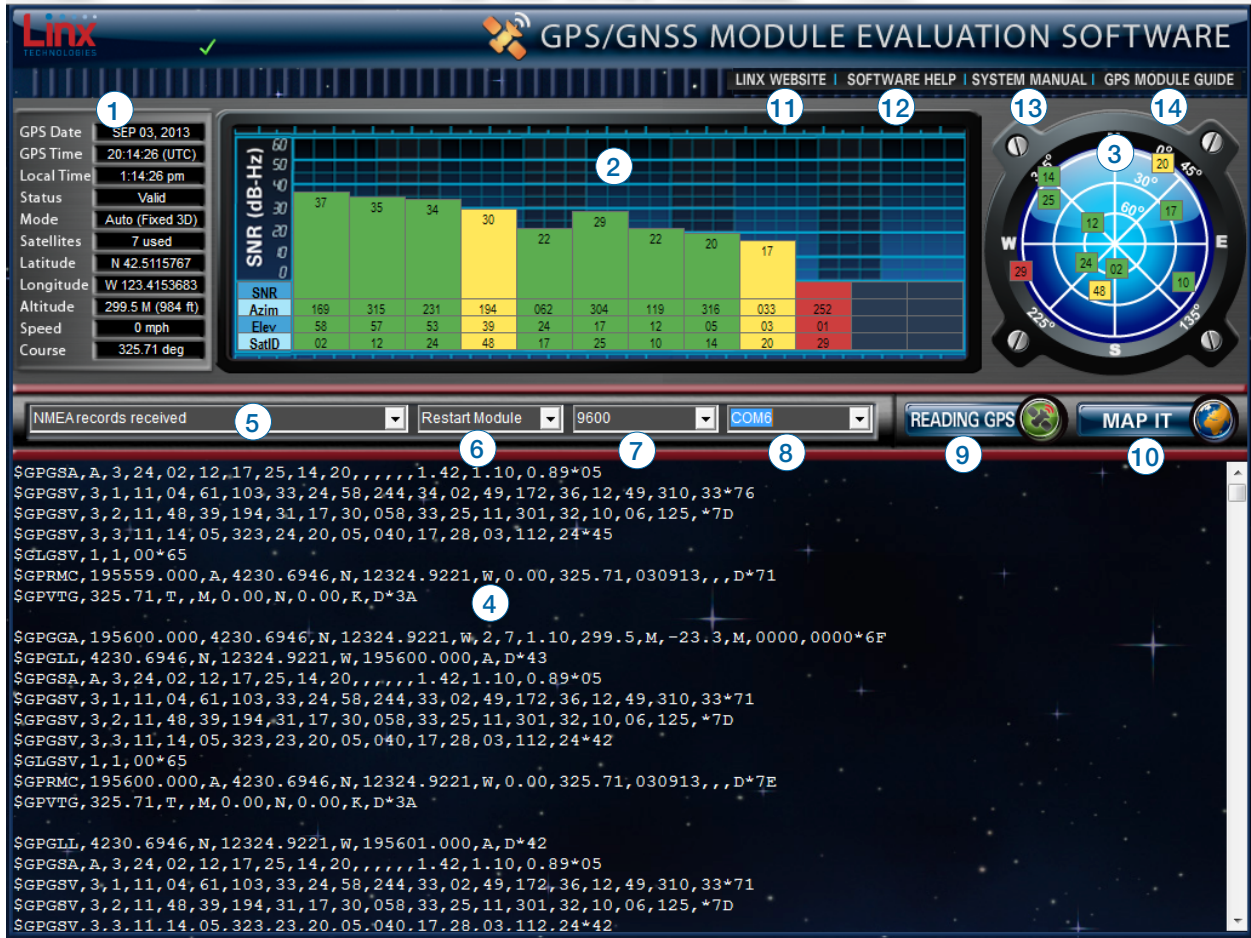 Linx
TECHNOLOGIES
GPS/GNSS MODULE EVALUATION SOFTWARE
LINX WEBSITE | SOFTWARE HELP | SYSTEM MANUAL | GPS MODULE GUIDE
11 12 13 14
1
GPS Date SEP 03, 2013
GPS Time 20:14:26 (UTC)
Local Time 1:14:26 pm
Status Valid
Mode Auto (Fixed 3D)
Satellites 7 used
Latitude N 42.5115767
Longitude W 123.4153683
Altitude 299.5 M (984 ft)
Speed 0 mph
Course 325.71 deg
2
SNR (dB-Hz)
60
50
40
30
20
10
0
37 35 34 30 22 29 22 20 17
SNR
Azim 169 315 231 194 062 304 119 316 033 252
Elev 58 57 53 39 24 17 12 05 03 01
SatID 02 12 24 48 17 25 10 14 20 29
3
0°
20
45°
14
30°
25
60°
17
12
W
E
29
24
02
10
48
225°
135°
S
NMEA records received
5
Restart Module
6
9600
7
COM6
8
READING GPS
9
MAP IT
10
$GPGSA,A,3,24,02,12,17,25,14,20,,,,,,1.42,1.10,0.89*05
$GPGSV,3,1,11,04,61,103,33,24,58,244,34,02,49,172,36,12,49,310,33*76
$GPGSV,3,2,11,48,39,194,31,17,30,058,33,25,11,301,32,10,06,125,*7D
$GPGSV,3,3,11,14,05,323,24,20,05,040,17,28,03,112,24*45
$GLGSV,1,1,00*65
$GPRMC,195559.000,A,4230.6946,N,12324.9221,W,0.00,325.71,030913,,,D*71
$GPVTG,325.71,T,,M,0.00,N,0.00,K,D*3A
4
$GPGGA,195600.000,4230.6946,N,12324.9221,W,2,7,1.10,299.5,M,-23.3,M,0000,0000*6F
$GPGLL,4230.6946,N,12324.9221,W,195600.000,A,D*43
$GPGSA,A,3,24,02,12,17,25,14,20,,,,,,1.42,1.10,0.89*05
$GPGSV,3,1,11,04,61,103,33,24,58,244,33,02,49,172,36,12,49,310,33*71
$GPGSV,3,2,11,48,39,194,31,17,30,058,33,25,11,301,32,10,06,125,*7D
$GPGSV,3,3,11,14,05,323,23,20,05,040,17,28,03,112,24*42
$GLGSV,1,1,00*65
$GPRMC,195600.000,A,4230.6946,N,12324.9221,W,0.00,325.71,030913,,,D*7E
$GPVTG,325.71,T,,M,0.00,N,0.00,K,D*3A
$GPGLL,4230.6946,N,12324.9221,W,195601.000,A,D*42
$GPGSA,A,3,24,02,12,17,25,14,20,,,,,,1.42,1.10,0.89*05
$GPGSV,3,1,11,04,61,103,33,24,58,244,33,02,49,172,36,12,49,310,33*71
$GPGSV,3,2,11,48,39,194,31,17,30,058,33,25,11,301,32,10,06,125,*7D
$GPGSV,3,3,11,14,05,323,23,20,05,040,17,28,03,112,24*42